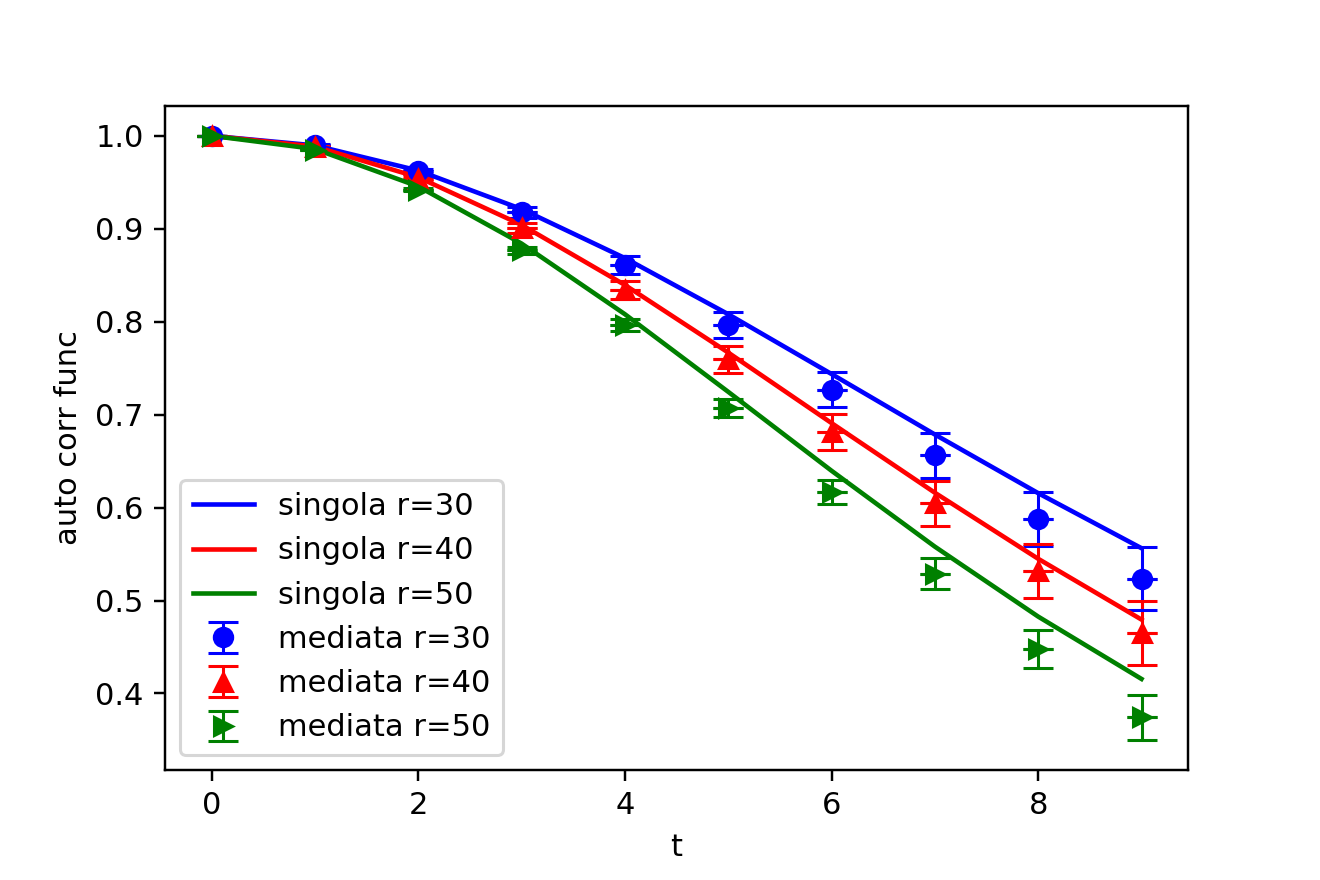 1.0
0.9
0.8
0.7
0.6
0.5
0.4
auto corr func
singola r=30
singola r=40
singola r=50
mediata r=30
mediata r=40
mediata r=50
0 2 4 6 8
t